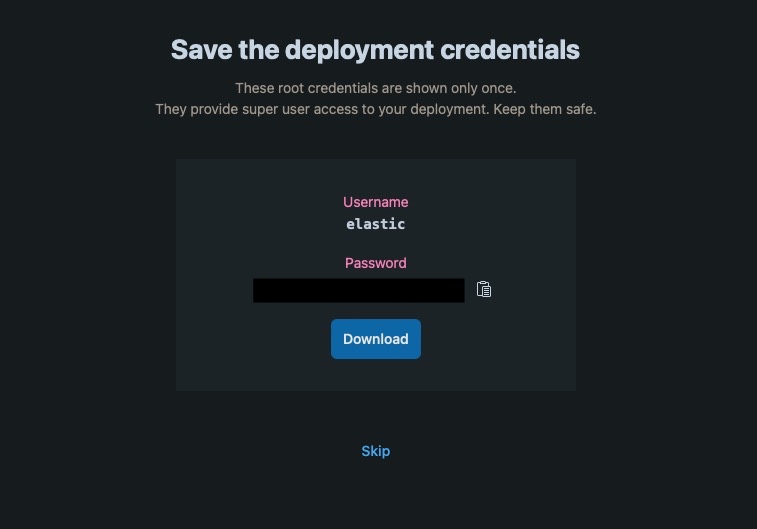 Save the deployment credentials
These root credentials are shown only once.
They provide super user access to your deployment. Keep them safe.
Username
elastic
Password
Download
Skip